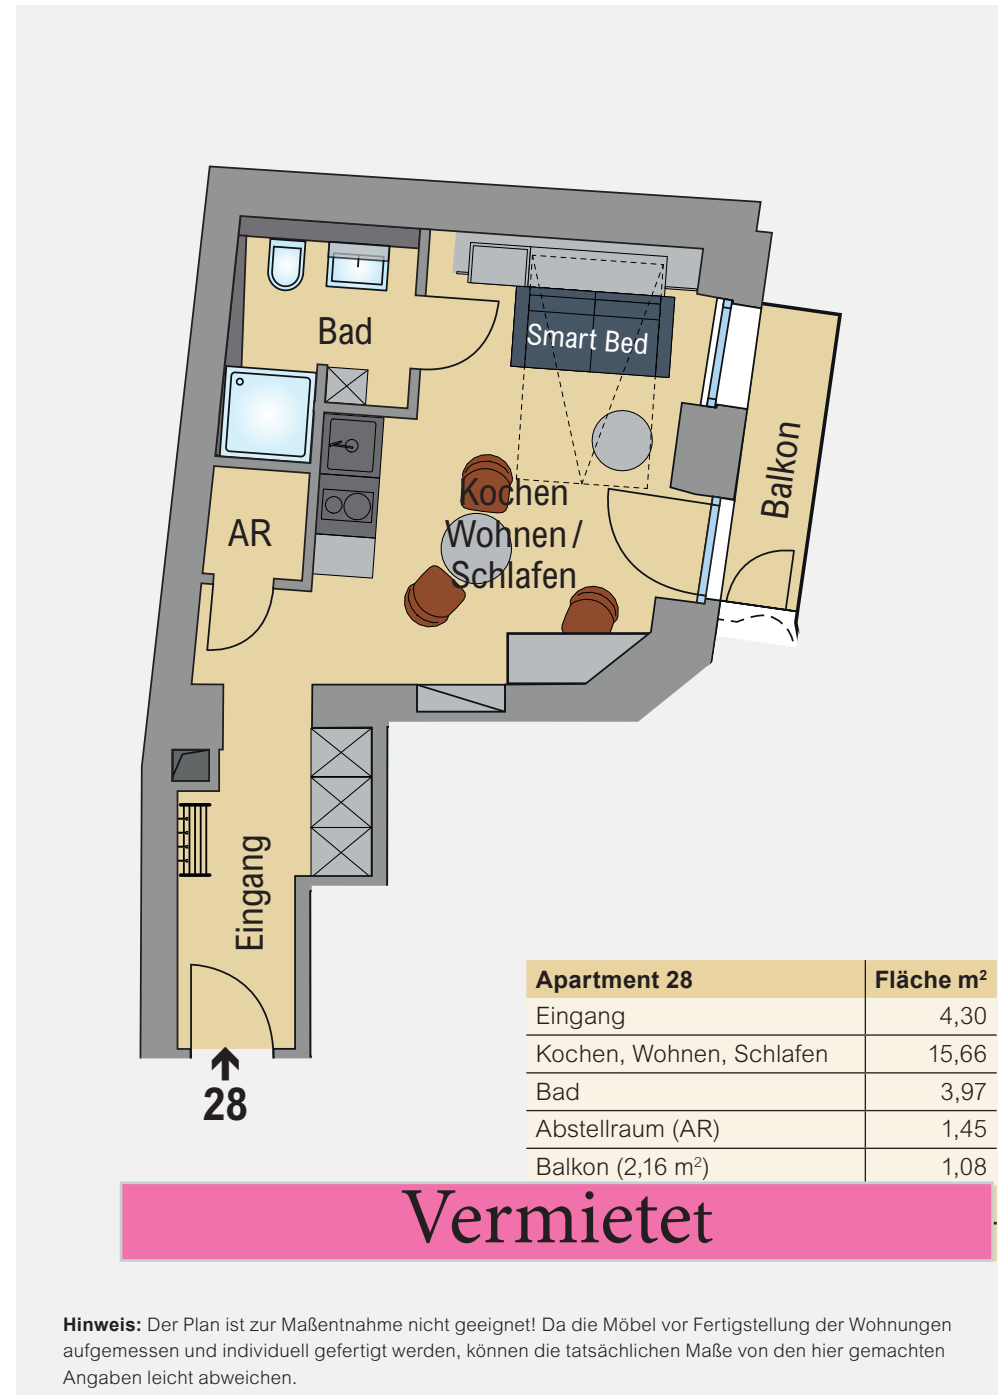 Bad
Smart Bed
Balkon
AR
Kochen
Wohnen /
Schlafen
Eingang
28
Apartment 28 Fläche m²
Eingang 4,30
Kochen, Wohnen, Schlafen 15,66
Bad 3,97
Abstellraum (AR) 1,45
Balkon (2,16 m²) 1,08
Vermietet
Hinweis: Der Plan ist zur Maßentnahme nicht geeignet! Da die Möbel vor Fertigstellung der Wohnungen
aufgemessen und individuell gefertigt werden, können die tatsächlichen Maße von den hier gemachten
Angaben leicht abweichen.